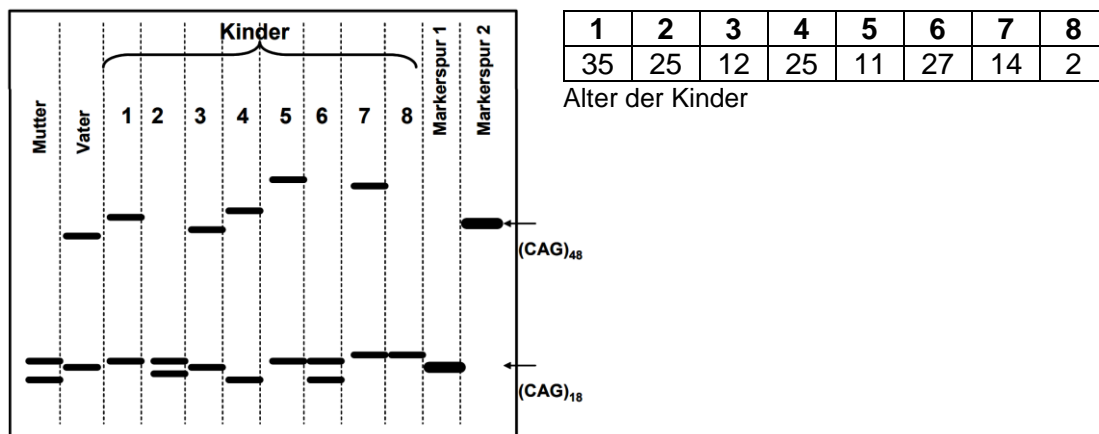 Kinder
Mutter
Vater
1 2 3 4 5 6 7 8
Markerspur 1
Markerspur 2
(CAG)48
(CAG)18
1 2 3 4 5 6 7 8
35 25 12 25 11 27 14 2
Alter der Kinder